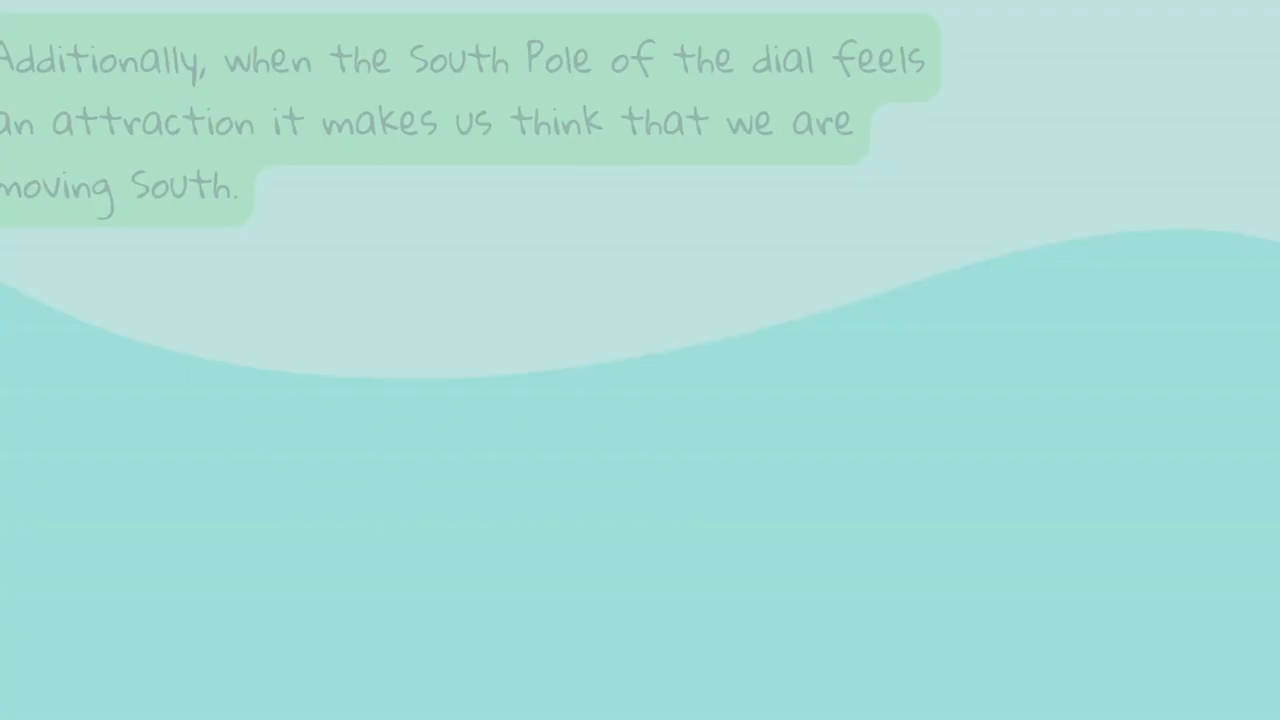 Additionally, when the South Pole of the dial feels
an attraction it makes us think that we are
moving South.